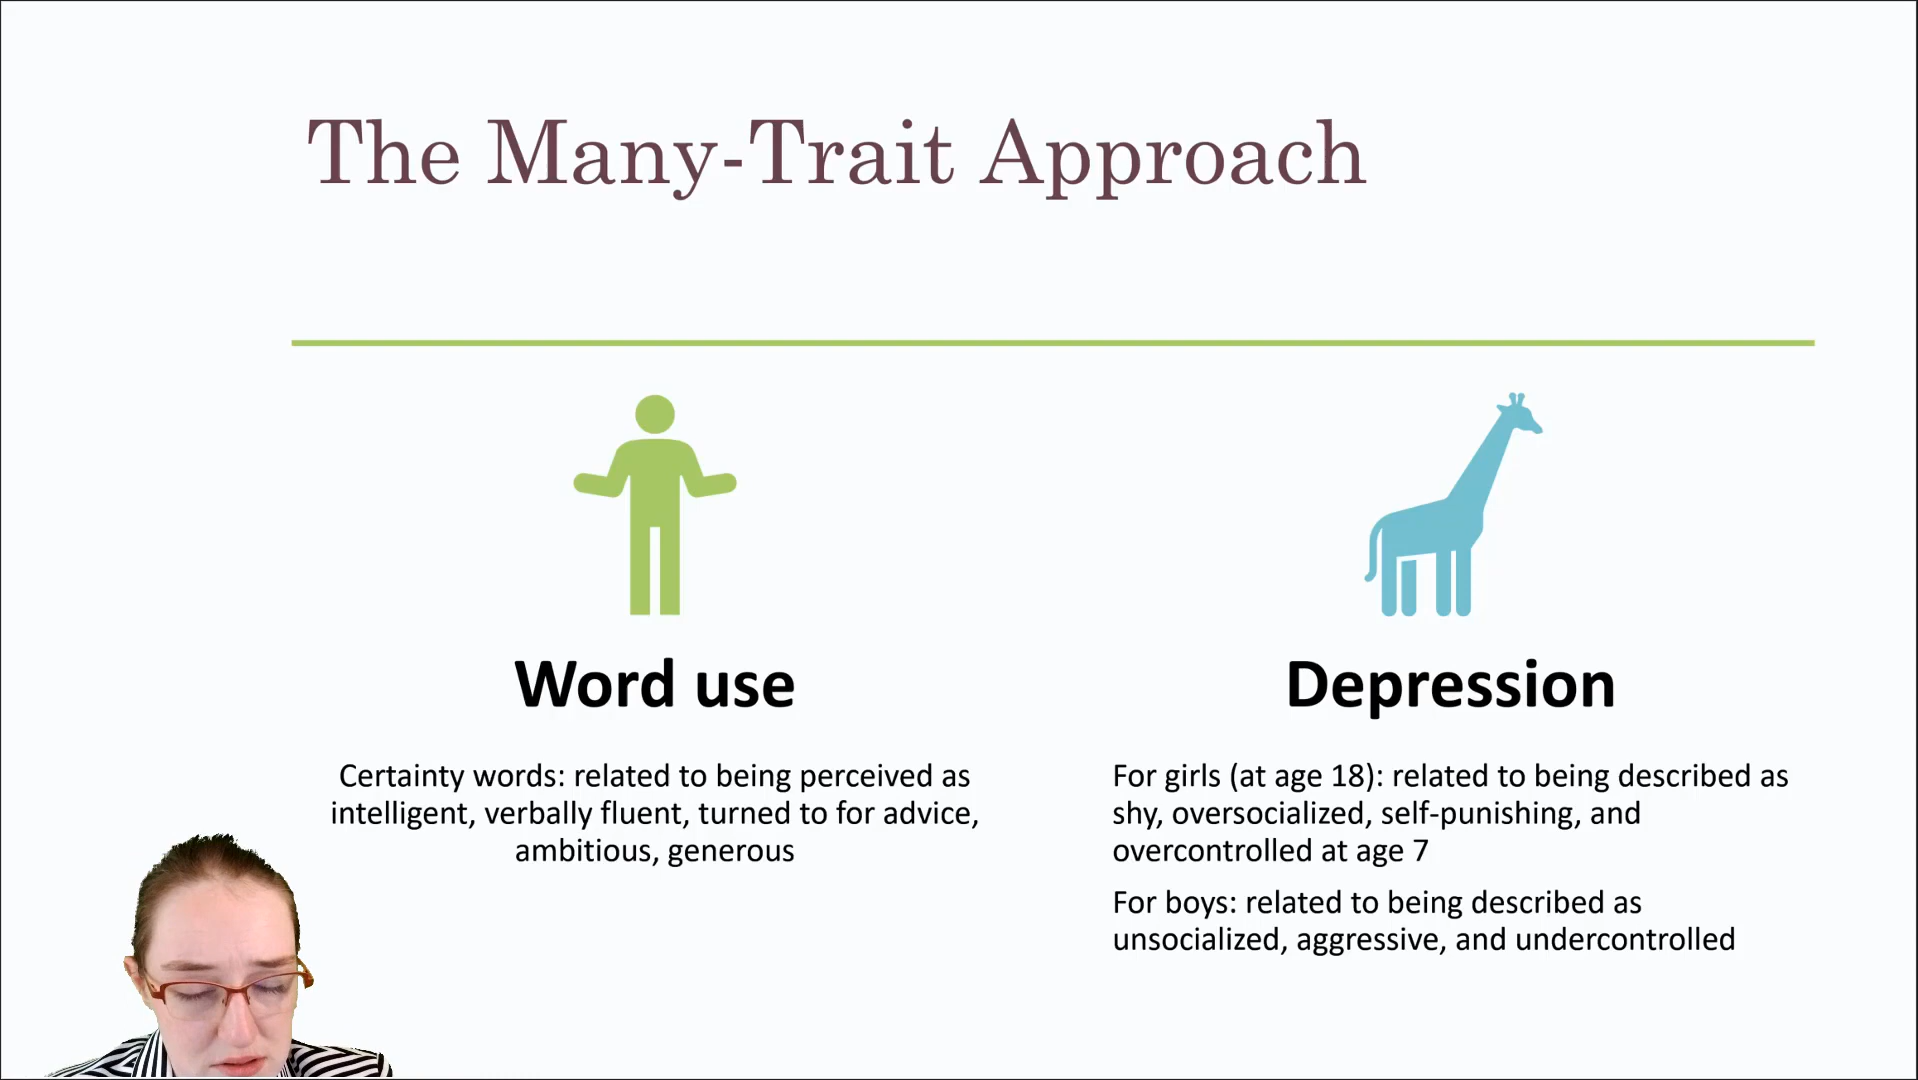 The Many-Trait Approach
Word use
Certainty words: related to being perceived as
intelligent, verbally fluent, turned to for advice,
ambitious, generous
Depression
For girls (at age 18): related to being described as
shy, oversocialized, self-punishing, and
overcontrolled at age 7
For boys: related to being described as
unsocialized, aggressive, and undercontrolled